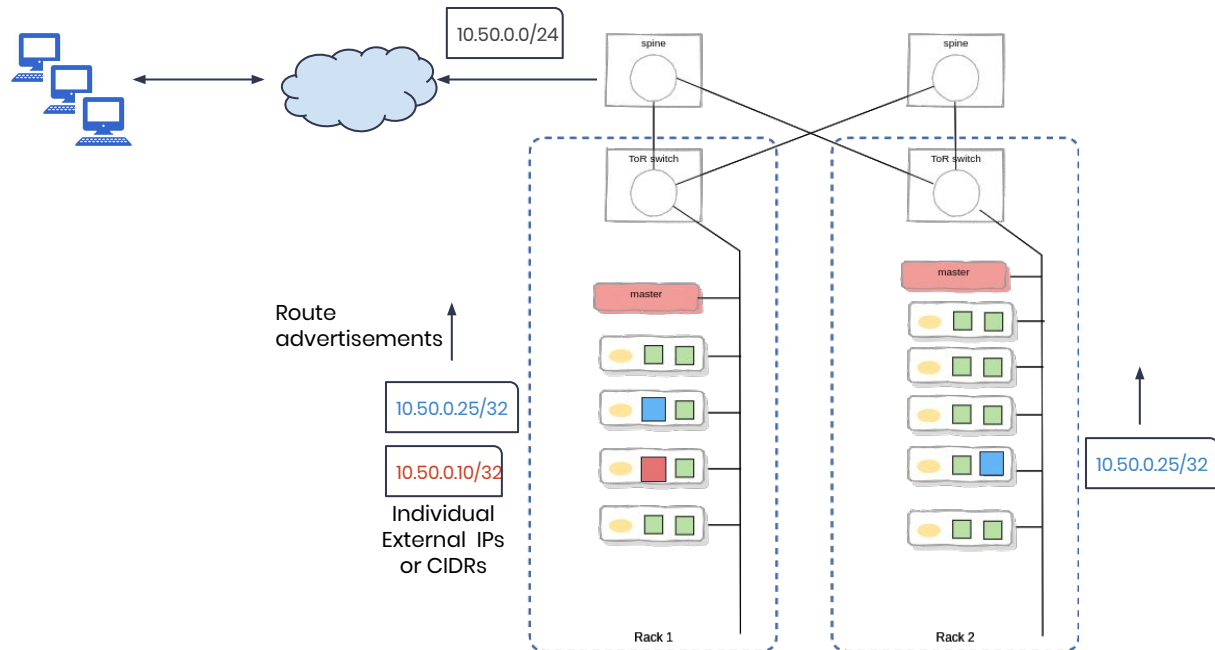 10.50.0.0/24
spine
spine
ToR switch
ToR switch
master
master
Route
advertisements
10.50.0.25/32
10.50.0.10/32
Individual
External IPs
or CIDRs
10.50.0.25/32
Rack 1
Rack 2